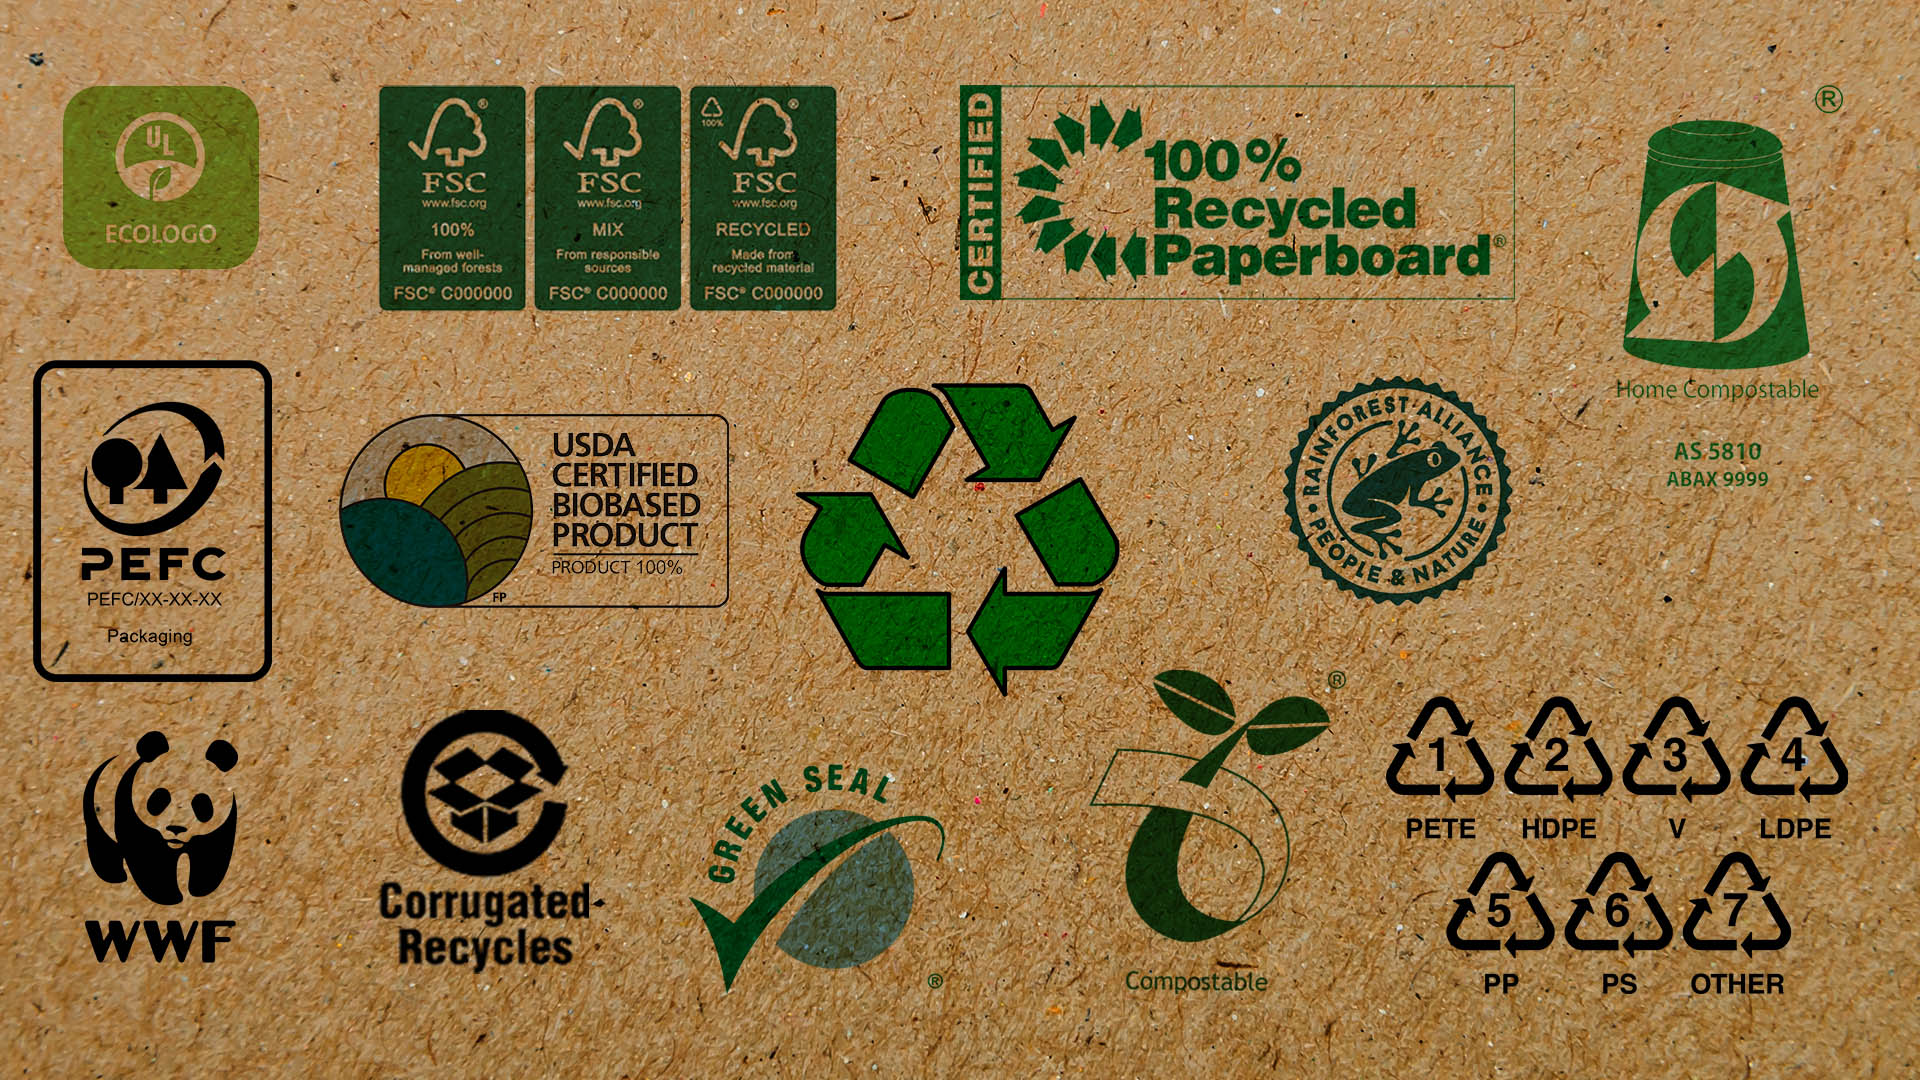 UL
ECOLOGO
FSC®
www.fsc.org
100%
From well-
managed forests
FSC® C000000
FSC®
www.fsc.org
MIX
From responsible
sources
FSC® C000000
100%
FSC®
www.fsc.org
RECYCLED
Made from
recycled material
FSC® C000000
CERTIFIED
100%
Recycled
Paperboard®
®
Home Compostable
AS 5810
ABAX 9999
PEFC
PEFC/XX-XX-XX
Packaging
USDA
CERTIFIED
BIOBASED
PRODUCT
PRODUCT 100%
FP
RAINFOREST ALLIANCE
• PEOPLE & NATURE •
WWF
Corrugated
Recycles
GREEN SEAL
®
®
Compostable
1
PETE
2
HDPE
3
V
4
LDPE
5
PP
6
PS
7
OTHER